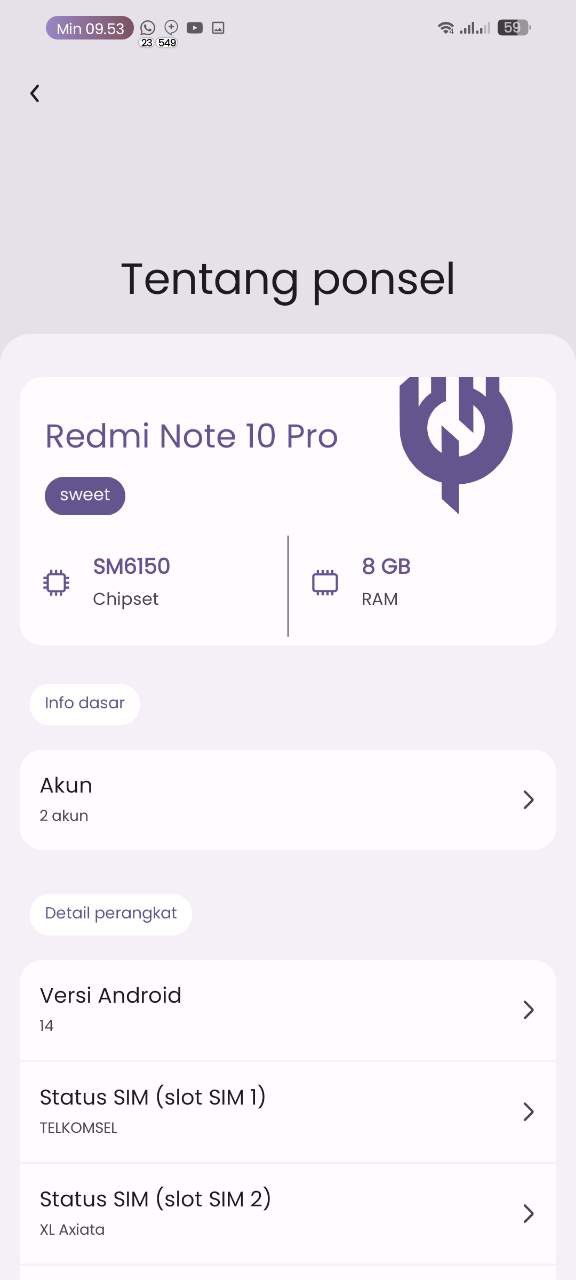 Min 09.53
59
23 549
Tentang ponsel
Redmi Note 10 Pro
sweet
SM6150
Chipset
8 GB
RAM
Info dasar
Akun
2 akun
Detail perangkat
Versi Android
14
Status SIM (slot SIM 1)
TELKOMSEL
Status SIM (slot SIM 2)
XL Axiata